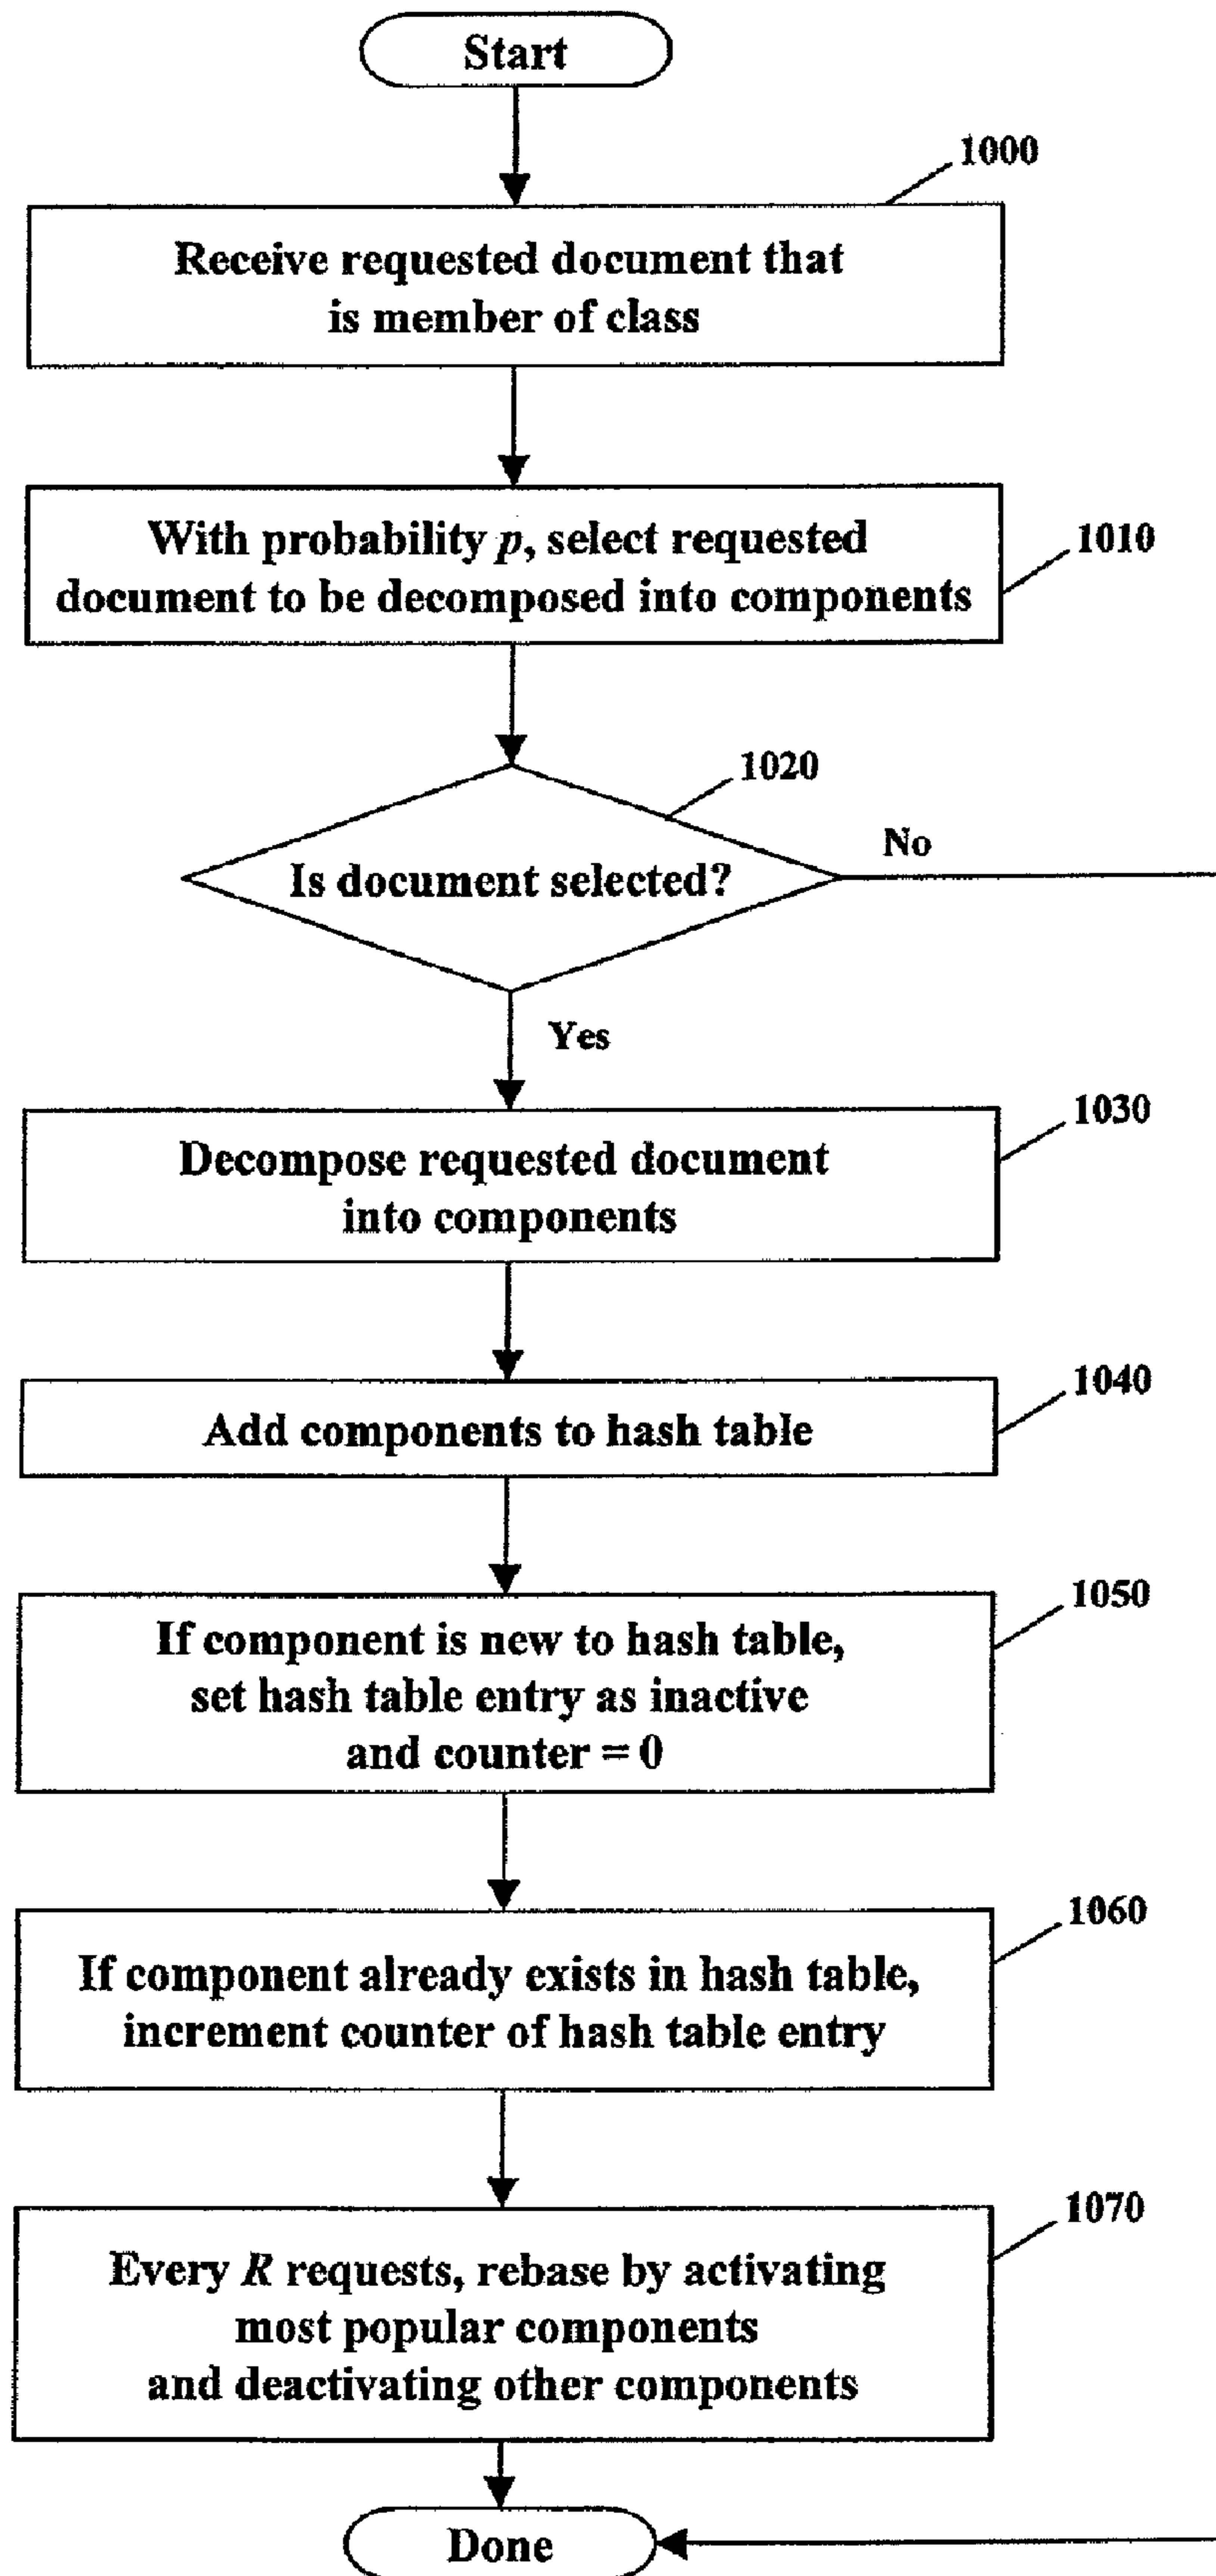 Start
1000
Receive requested document that
is member of class
With probability p, select requested
document to be decomposed into components
1010
1020
Is document selected?
No
Yes
1030
Decompose requested document
into components
1040
Add components to hash table
1050
If component is new to hash table,
set hash table entry as inactive
and counter = 0
1060
If component already exists in hash table,
increment counter of hash table entry
1070
Every R requests, rebase by activating
most popular components
and deactivating other components
Done